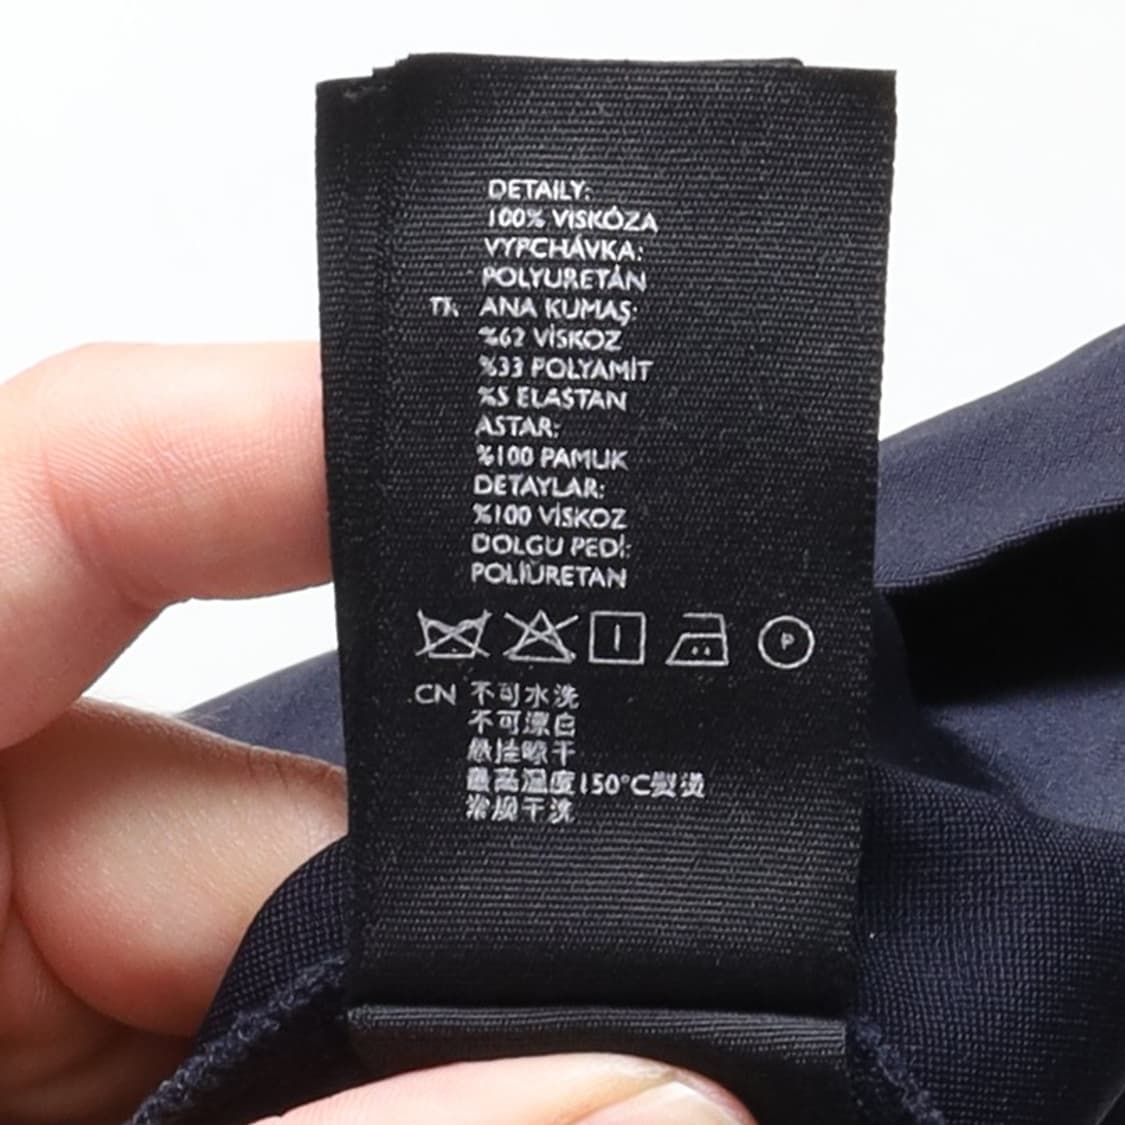 DETAILY:
100% VISKÓZA
VYPCHÁVKA:
POLYURETÁN
TR ANA KUMAŞ:
%62 VİSKOZ
%33 POLYAMİT
%5 ELASTAN
ASTAR:
%100 PAMUK
DETAYLAR:
%100 VİSKOZ
DOLGU PEDİ:
POLİÜRETAN
P
CN 不可水洗
不可漂白
悬挂晾干
最高温度150°C熨烫
常规干洗